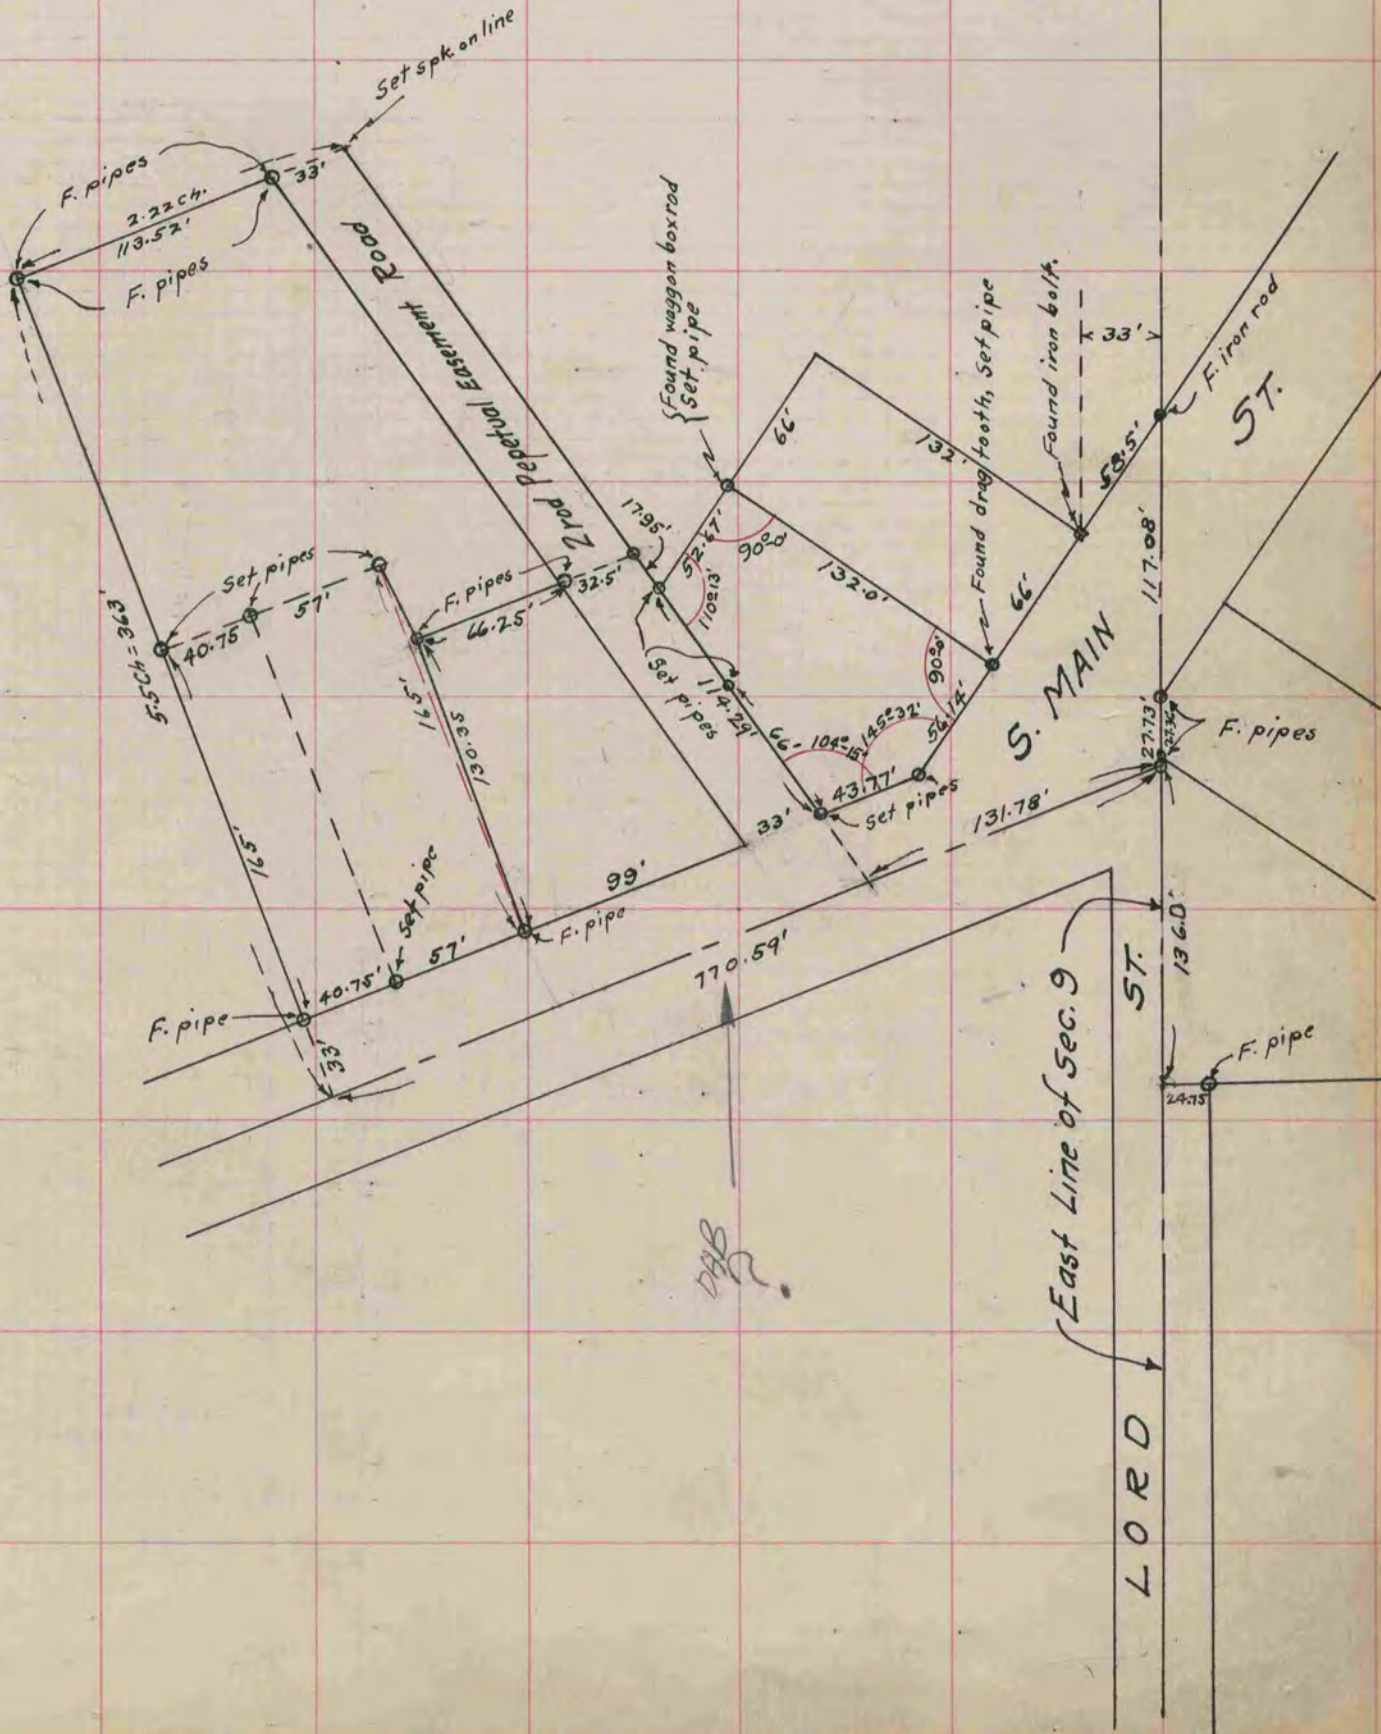 Set spk. on line
F. pipes
33'
2.22 ch.
113.52'
F. pipes
2 rod Pepetual Easement Road
{Found waggon boxrod
Set pipe
66'
132'
Found drag tooth, set pipe
Found iron bolt.
33'
F. iron rod
58.5'
ST.
17.95'
52.67'
90°-0'
132.0'
66'
117.08'
Set pipes
57'
40.75
F. pipes
32.5'
66.25'
110°13'
90°-0'
5.5 Ch = 363'
165'
130.35
Set pipes
114.29'
66-
104°-15'
145°-32'
56.14'
S. MAIN
27.73'
F. pipes
43.77'
Set pipes
33'
131.78'
165'
99'
Set pipe
57'
F. pipe
40.75'
F. pipe
33'
770.59'
136.0'
East Line of Sec. 9
ST.
F. pipe
24.75
DAB
?
LORD